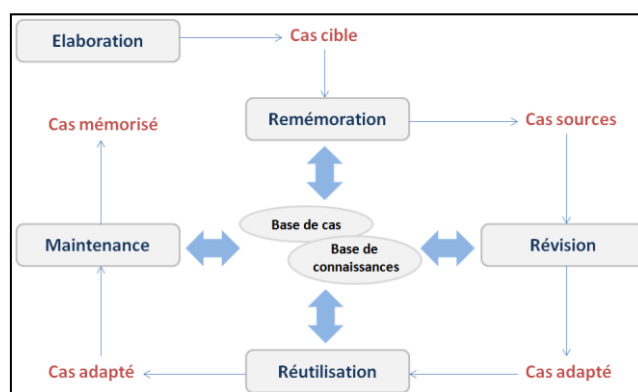 Elaboration
Cas cible
Cas mémorisé
Remémoration
Cas sources
Base de cas
Maintenance
Base de
connaissances
Révision
Cas adapté
Réutilisation
Cas adapté